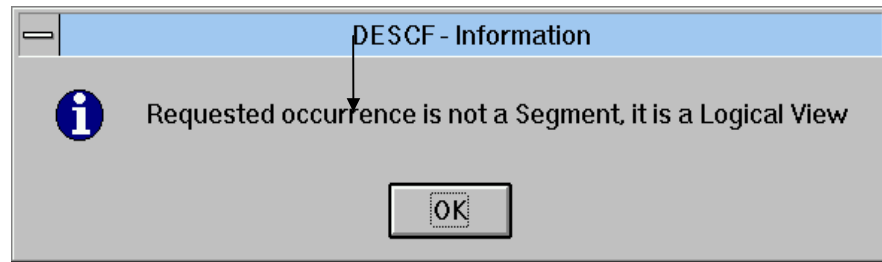 DESCF - Information
Requested occurrence is not a Segment, it is a Logical View
OK